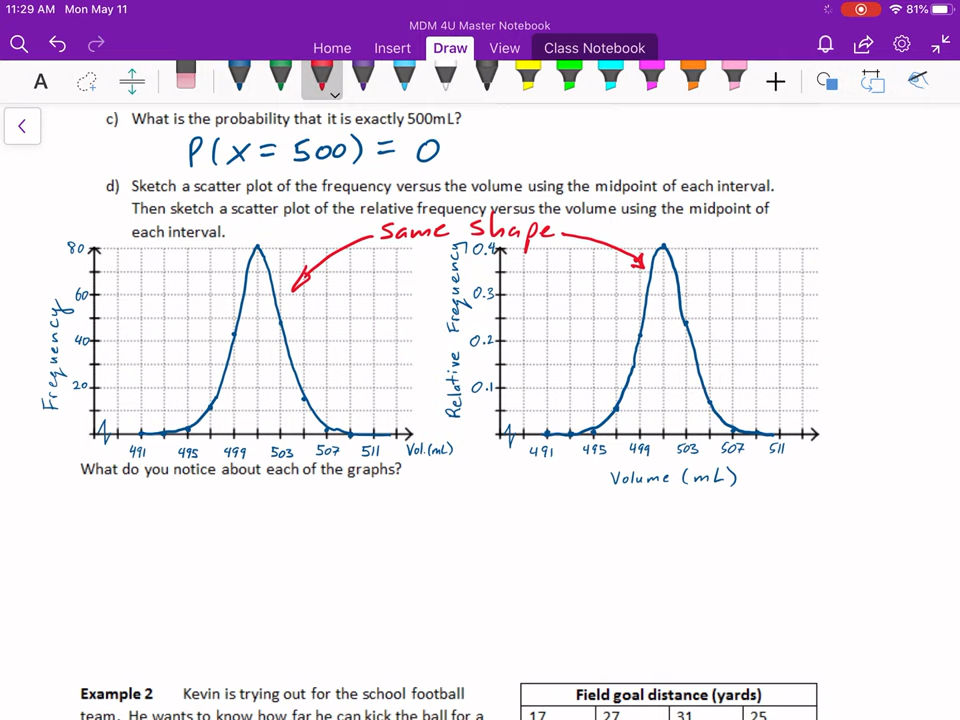 11:29 AM Mon May 11
81%
MDM 4U Master Notebook
Home Insert Draw View Class Notebook
A
c) What is the probability that it is exactly 500mL?
P(X = 500) = 0
d) Sketch a scatter plot of the frequency versus the volume using the midpoint of each interval.
Then sketch a scatter plot of the relative frequency versus the volume using the midpoint of
each interval.
same shape
Frequency
80
60
40
20
491 495 499 503 507 511 Vol.(mL)
Relative Frequency
0.4
0.3
0.2
0.1
491 495 499 503 507 511
Volume (mL)
What do you notice about each of the graphs?
Example 2 Kevin is trying out for the school football
team. He wants to know how far he can kick the ball for a
Field goal distance (yards)
17 27 31 25